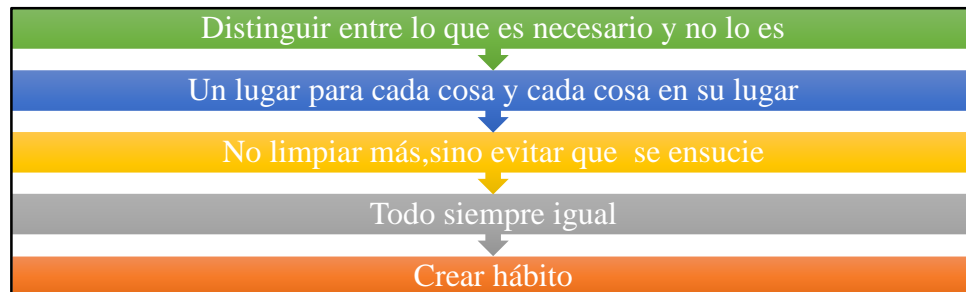 Distinguir entre lo que es necesario y no lo es
Un lugar para cada cosa y cada cosa en su lugar
No limpiar más,sino evitar que  se ensucie
Todo siempre igual
Crear hábito